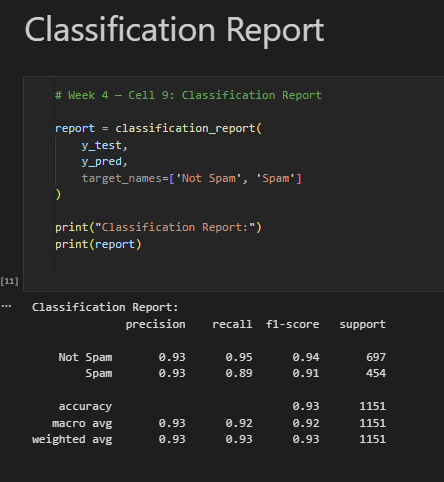 Classification Report
# Week 4 — Cell 9: Classification Report
report = classification_report(
    y_test,
    y_pred,
    target_names=['Not Spam', 'Spam']
)
print("Classification Report:")
print(report)
[11]
... Classification Report:
              precision    recall  f1-score   support
    Not Spam       0.93      0.95      0.94       697
        Spam       0.93      0.89      0.91       454
    accuracy                           0.93      1151
   macro avg       0.93      0.92      0.92      1151
weighted avg       0.93      0.93      0.93      1151